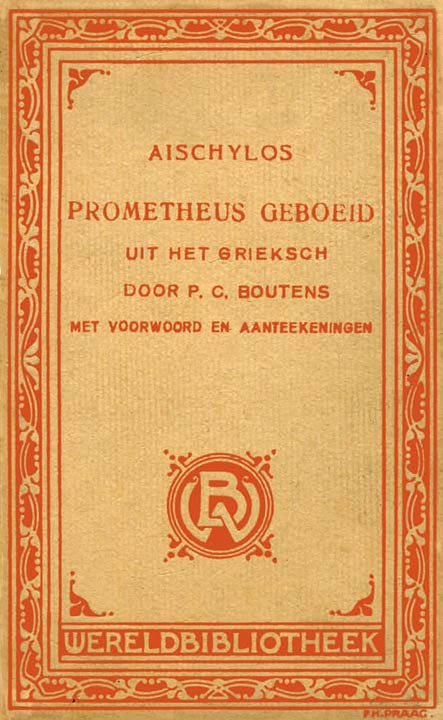 AISCHYLOS
PROMETHEUS GEBOEID
UIT HET GRIEKSCH
DOOR P. C. BOUTENS
MET VOORWOORD EN AANTEEKENINGEN
WB
WERELDBIBLIOTHEEK
F.H.PRAAG